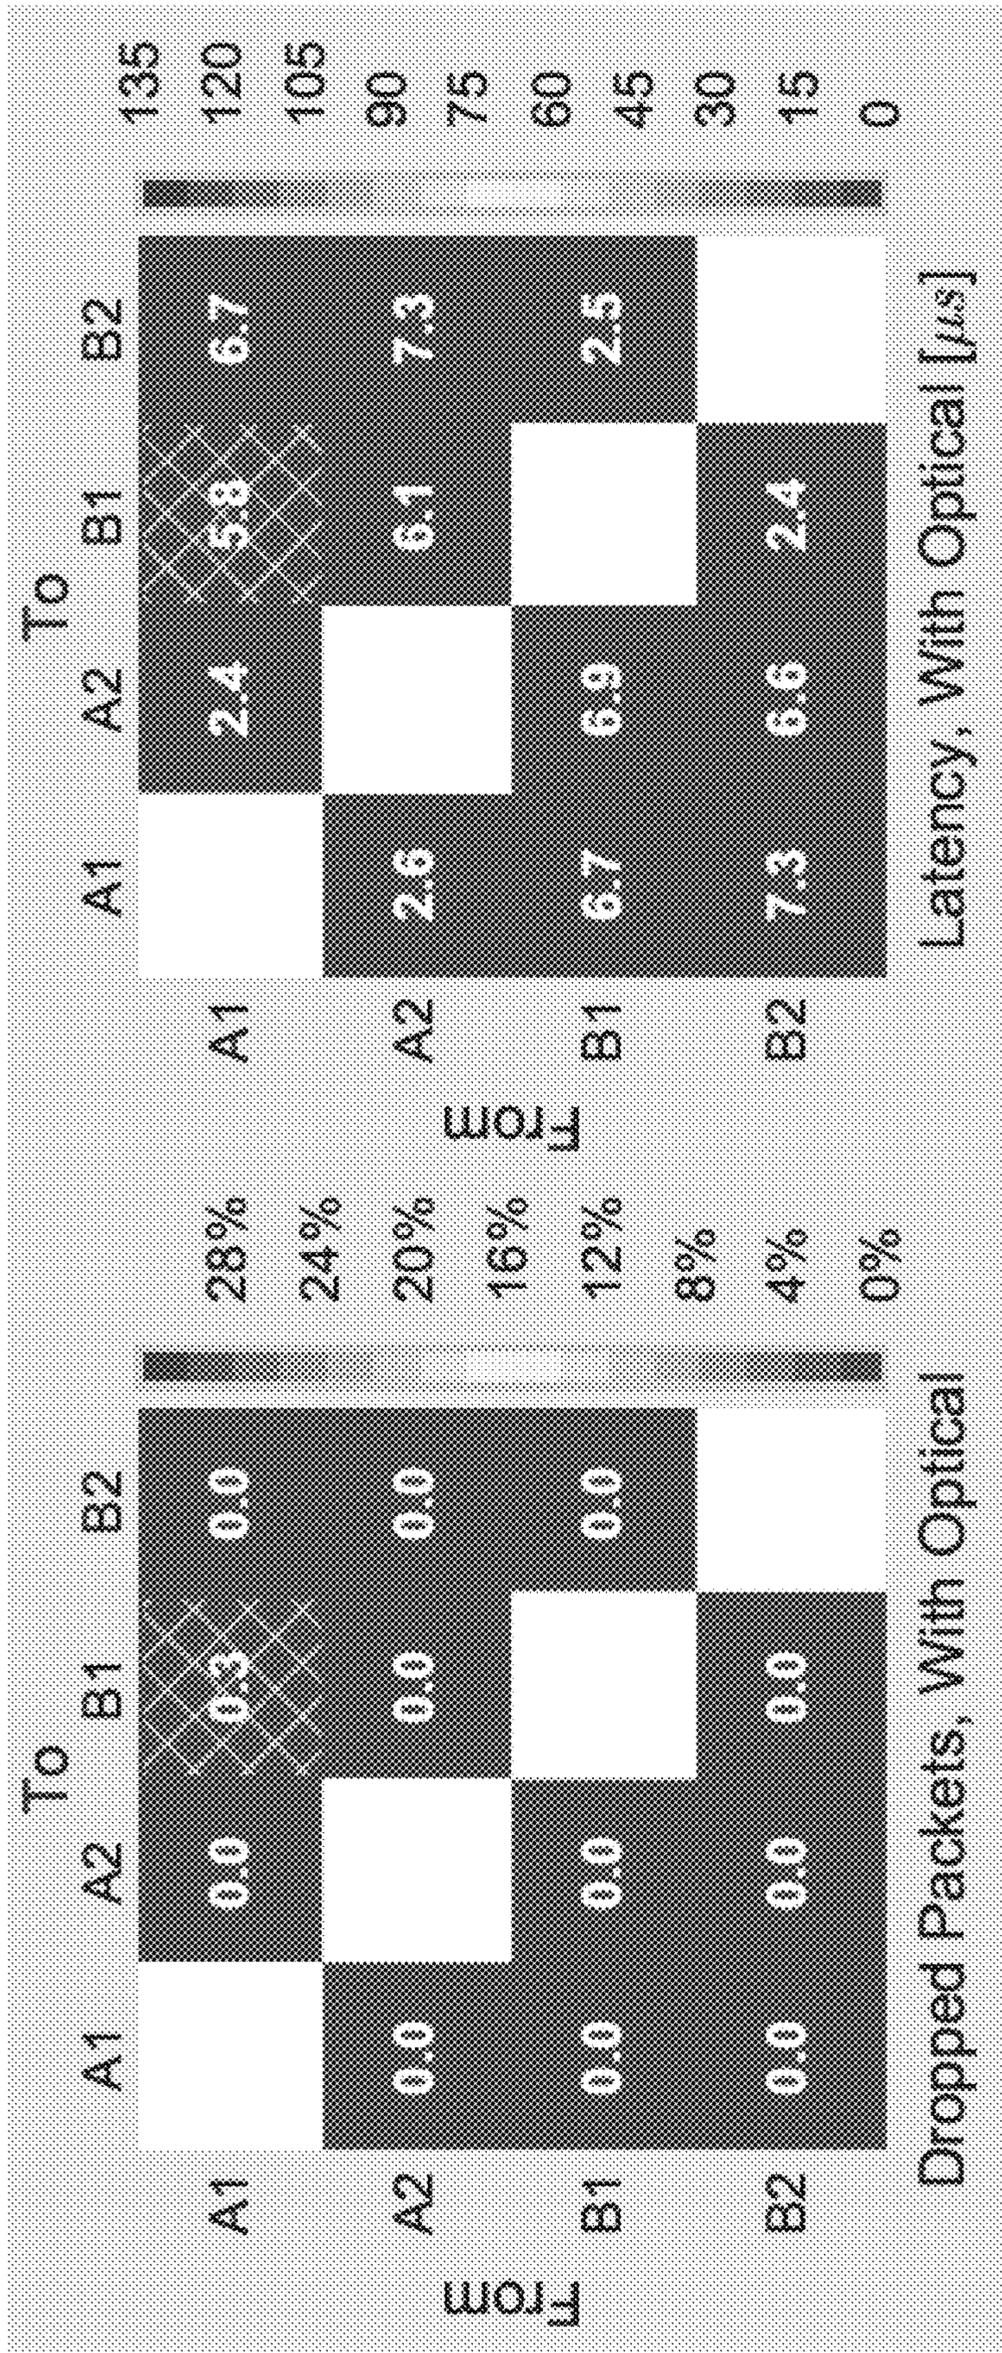 To
A1 A2 B1 B2
28%
From A1 0.0 0.3 0.0
24%
A2 0.0 0.0 0.0
20%
16%
B1 0.0 0.0 0.0
12%
8%
B2 0.0 0.0 0.0
4%
0%
Dropped Packets, With Optical
To
A1 A2 B1 B2
135
From A1 2.4 5.8 6.7
120
105
A2 2.6 6.1 7.3
90
75
B1 6.7 6.9 2.5
60
45
B2 7.3 6.6 2.4
30
15
0
Latency, With Optical [μs]